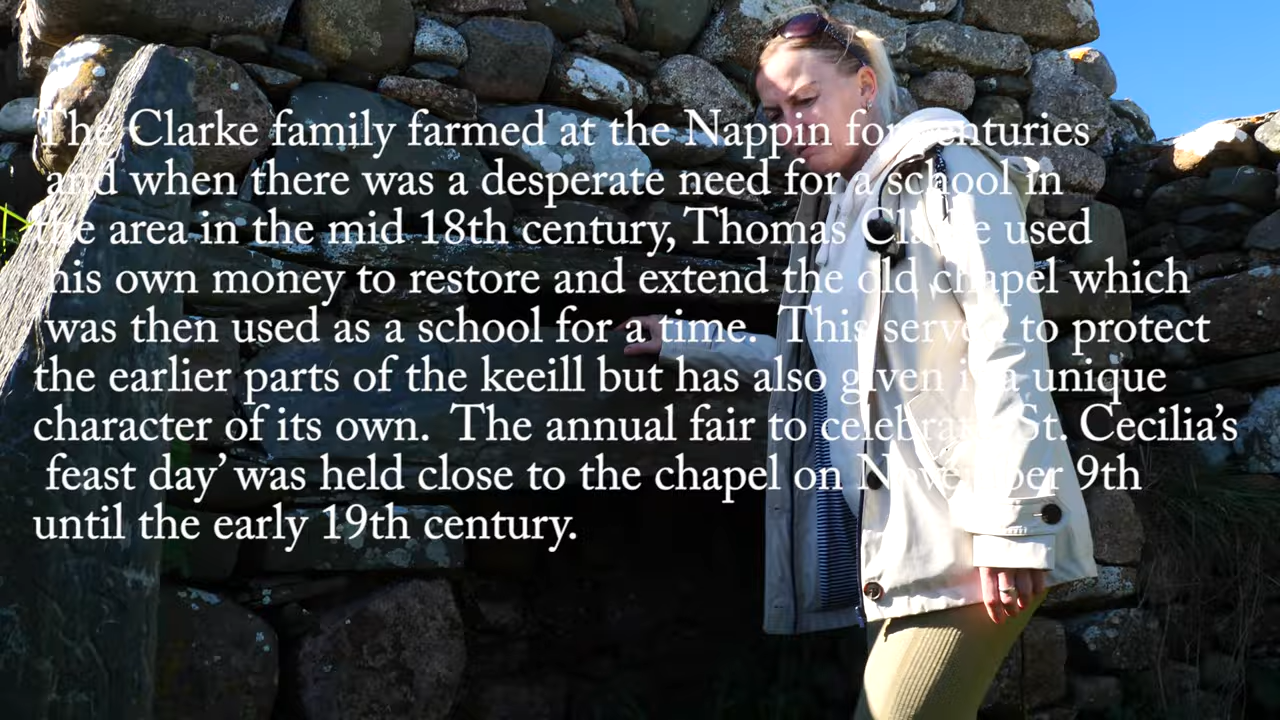 The Clarke family farmed at the Nappin for centuries
and when there was a desperate need for a school in
the area in the mid 18th century, Thomas Clarke used
his own money to restore and extend the old chapel which
was then used as a school for a time.  This served to protect
the earlier parts of the keeill but has also given it a unique
character of its own.  The annual fair to celebrate St. Cecilia’s
feast day’ was held close to the chapel on November 9th
until the early 19th century.